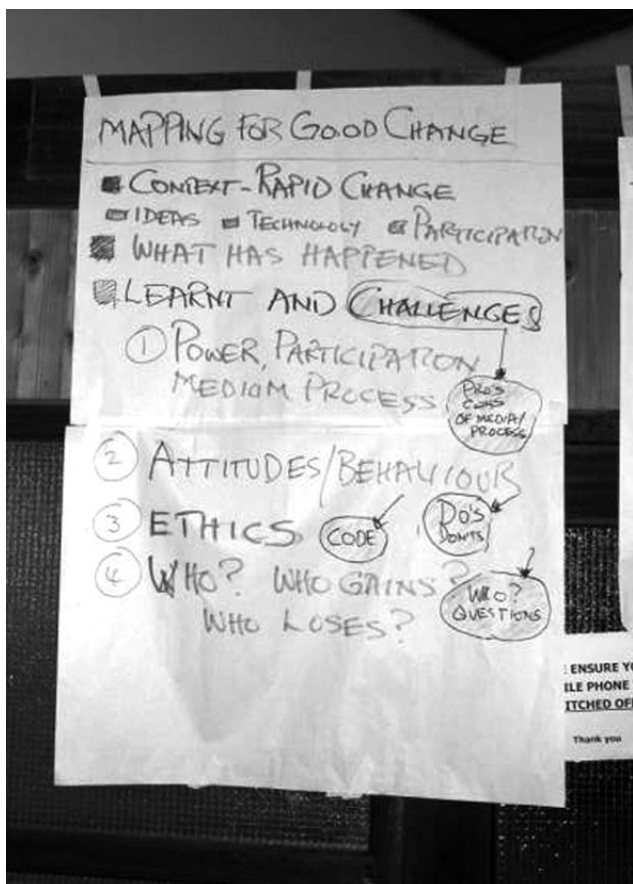 MAPPING FOR GOOD CHANGE
CONTEXT-RAPID CHANGE
IDEAS TECHNOLOGY PARTICIPATION
WHAT HAS HAPPENED
LEARNT AND CHALLENGES
1 POWER, PARTICIPATION
MEDIUM PROCESS
PRO'S
CONS
OF MEDIA/
PROCESS
2 ATTITUDES/BEHAVIOUR
3 ETHICS CODE
DO'S
DONTS
4 WHO? WHO GAINS?
WHO LOSES?
WHO?
QUESTIONS
ENSURE YO
ILE PHONE
ITCHED OF
Thank you